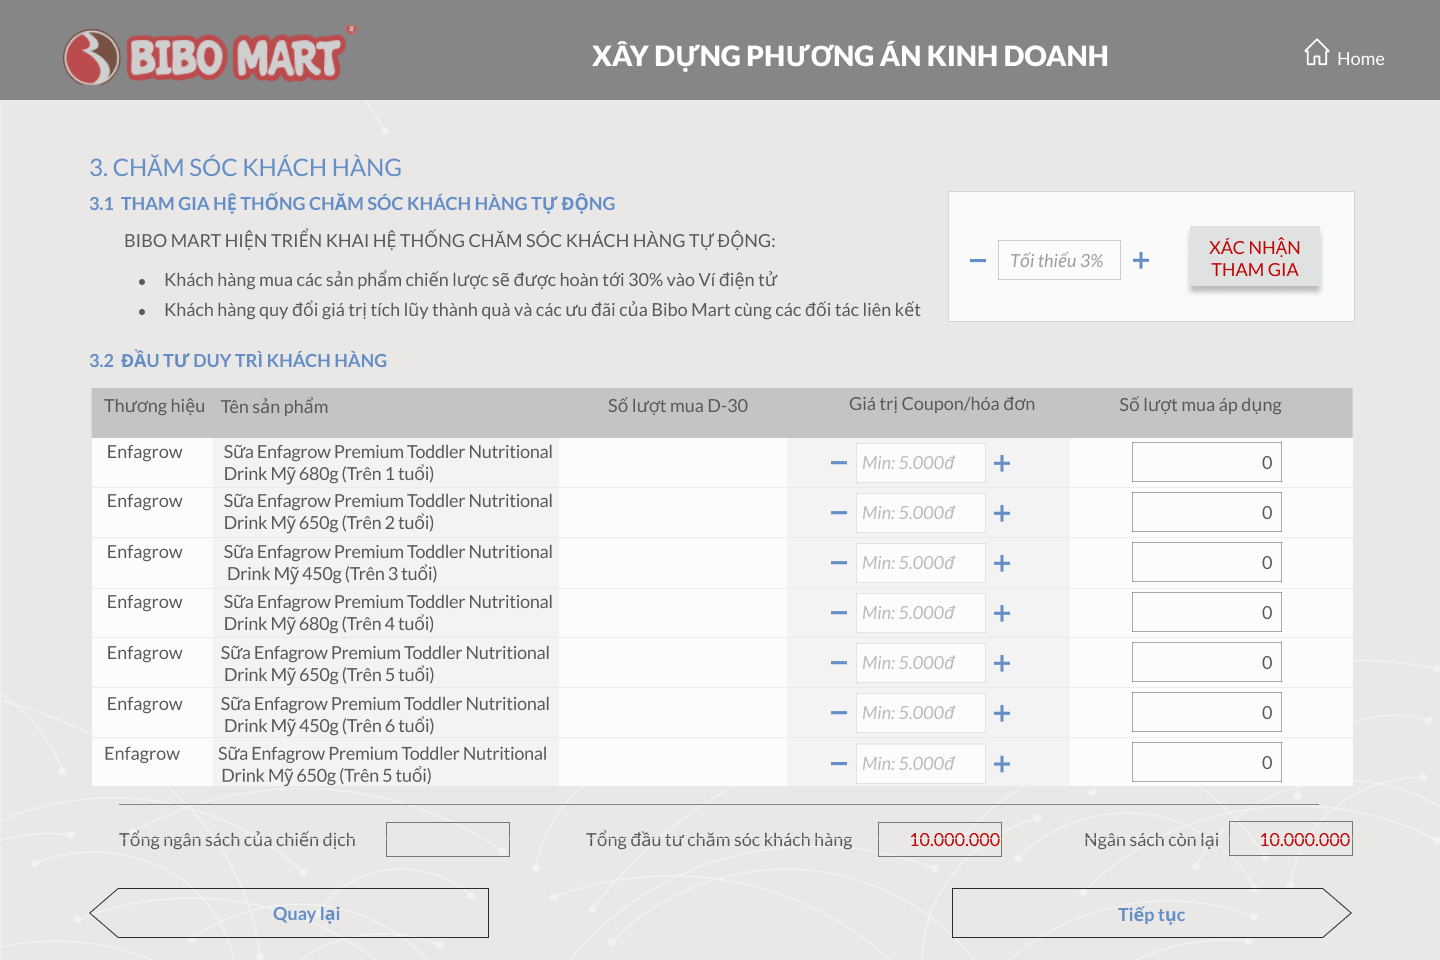 BIBO MART
XÂY DỰNG PHƯƠNG ÁN KINH DOANH
Home
3. CHĂM SÓC KHÁCH HÀNG
3.1 THAM GIA HỆ THỐNG CHĂM SÓC KHÁCH HÀNG TỰ ĐỘNG
BIBO MART HIỆN TRIỂN KHAI HỆ THỐNG CHĂM SÓC KHÁCH HÀNG TỰ ĐỘNG:
• Khách hàng mua các sản phẩm chiến lược sẽ được hoàn tới 30% vào Ví điện tử
• Khách hàng quy đổi giá trị tích lũy thành quà và các ưu đãi của Bibo Mart cùng các đối tác liên kết
− Tối thiểu 3% +
XÁC NHẬN
THAM GIA
3.2 ĐẦU TƯ DUY TRÌ KHÁCH HÀNG
Thương hiệu Tên sản phẩm Số lượt mua D-30 Giá trị Coupon/hóa đơn Số lượt mua áp dụng
Enfagrow Sữa Enfagrow Premium Toddler Nutritional
Drink Mỹ 680g (Trên 1 tuổi) − Min: 5.000đ + 0
Enfagrow Sữa Enfagrow Premium Toddler Nutritional
Drink Mỹ 650g (Trên 2 tuổi) − Min: 5.000đ + 0
Enfagrow Sữa Enfagrow Premium Toddler Nutritional
Drink Mỹ 450g (Trên 3 tuổi) − Min: 5.000đ + 0
Enfagrow Sữa Enfagrow Premium Toddler Nutritional
Drink Mỹ 680g (Trên 4 tuổi) − Min: 5.000đ + 0
Enfagrow Sữa Enfagrow Premium Toddler Nutritional
Drink Mỹ 650g (Trên 5 tuổi) − Min: 5.000đ + 0
Enfagrow Sữa Enfagrow Premium Toddler Nutritional
Drink Mỹ 450g (Trên 6 tuổi) − Min: 5.000đ + 0
Enfagrow Sữa Enfagrow Premium Toddler Nutritional
Drink Mỹ 650g (Trên 5 tuổi) − Min: 5.000đ + 0
Tổng ngân sách của chiến dịch Tổng đầu tư chăm sóc khách hàng 10.000.000 Ngân sách còn lại 10.000.000
Quay lại Tiếp tục